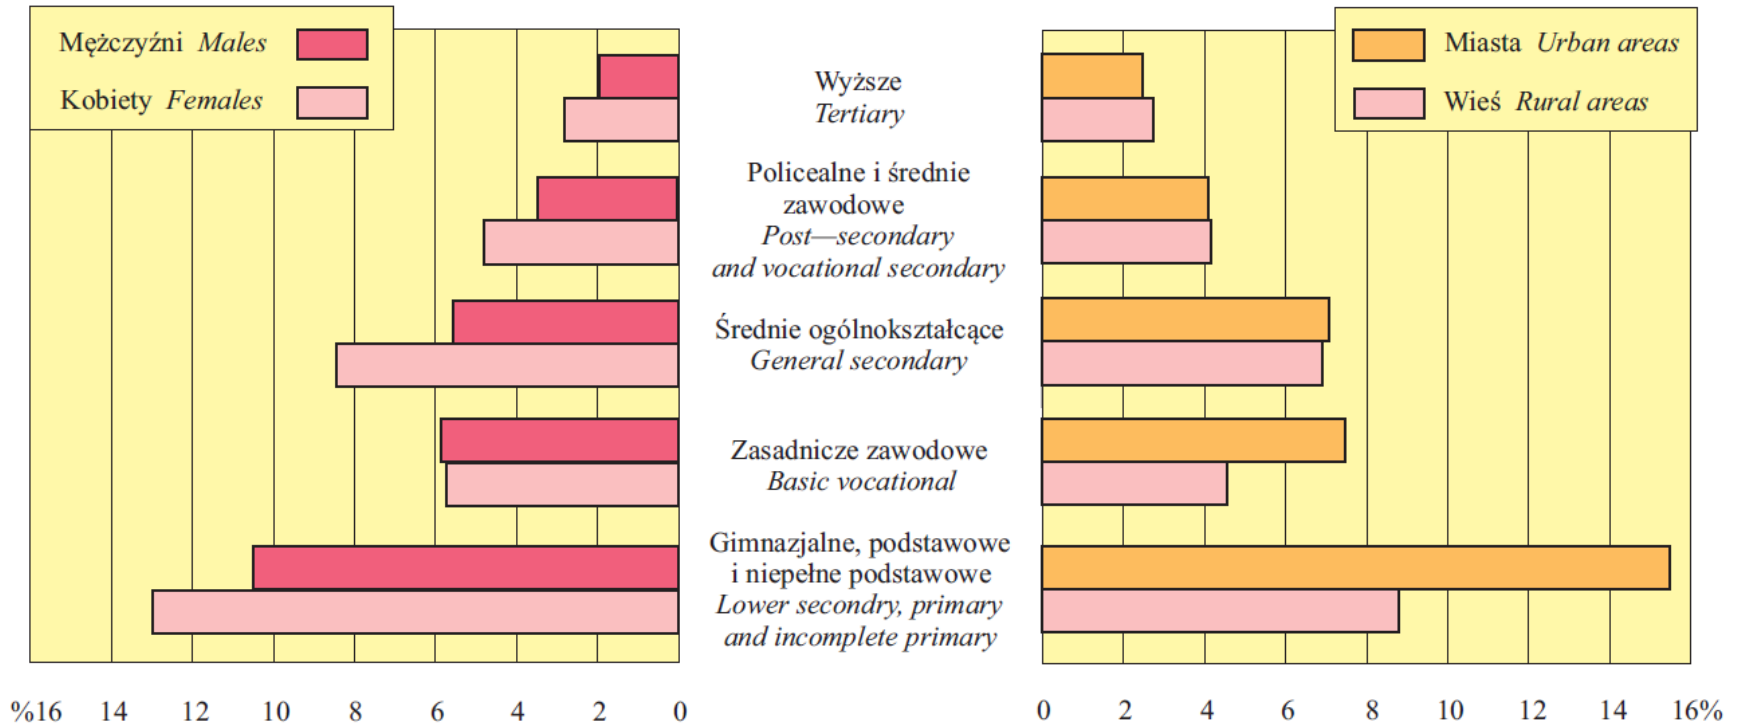 Mężczyźni Males
Kobiety Females
Miasta Urban areas
Wieś Rural areas
Wyższe
Tertiary
Policealne i średnie
zawodowe
Post—secondary
and vocational secondary
Średnie ogólnokształcące
General secondary
Zasadnicze zawodowe
Basic vocational
Gimnazjalne, podstawowe
i niepełne podstawowe
Lower secondry, primary
and incomplete primary
%16 14 12 10 8 6 4 2 0
0 2 4 6 8 10 12 14 16%